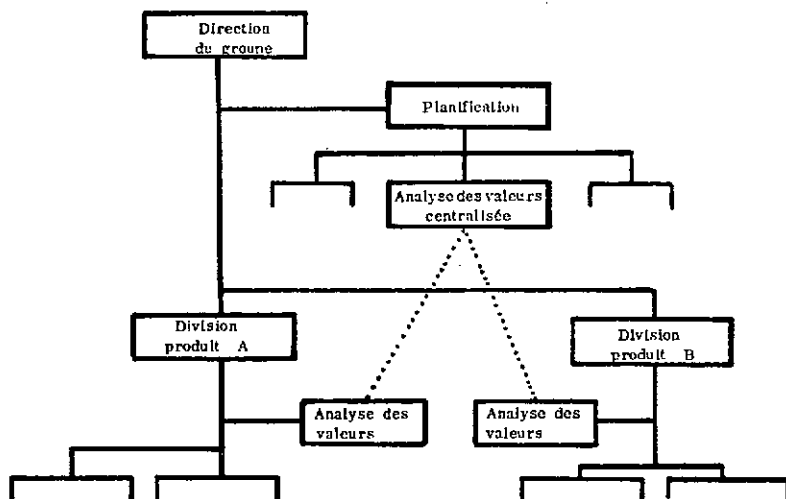 Direction
du groupe
Planification
Analyse des valeurs
centralisée
Division
produit A
Division
produit B
Analyse des
valeurs
Analyse des
valeurs